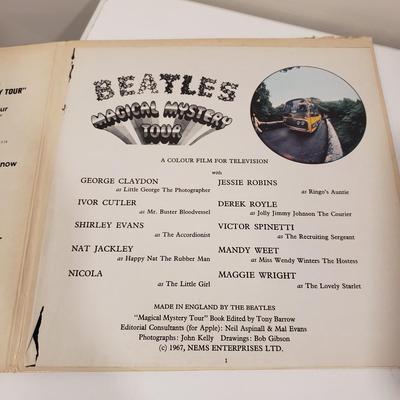 Y TOUR"
ur
now
BEATLES
MAGICAL MYSTERY
TOUR
A COLOUR FILM FOR TELEVISION
with
GEORGE CLAYDON
as Little George The Photographer
JESSIE ROBINS
as Ringo's Auntie
IVOR CUTLER
as Mr. Buster Bloodvessel
DEREK ROYLE
as Jolly Jimmy Johnson The Courier
SHIRLEY EVANS
as The Accordionist
VICTOR SPINETTI
as The Recruiting Sergeant
NAT JACKLEY
as Happy Nat The Rubber Man
MANDY WEET
as Miss Wendy Winters The Hostess
NICOLA
as The Little Girl
MAGGIE WRIGHT
as The Lovely Starlet
MADE IN ENGLAND BY THE BEATLES
"Magical Mystery Tour" Book Edited by Tony Barrow
Editorial Consultants (for Apple): Neil Aspinall & Mal Evans
Photographs: John Kelly Drawings: Bob Gibson
(c) 1967, NEMS ENTERPRISES LTD.
1